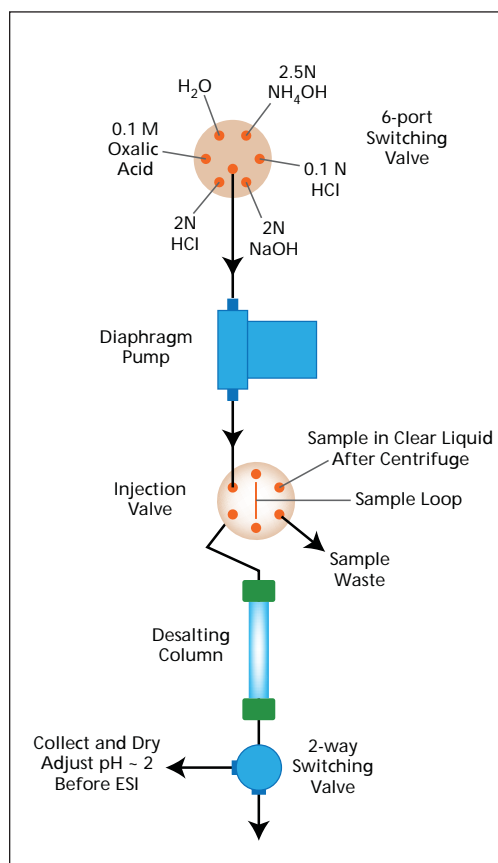 2.5N
NH₄OH
H₂O
6-port
Switching
Valve
0.1 M
Oxalic
Acid
0.1 N
HCl
2N
HCl
2N
NaOH
Diaphragm
Pump
Sample in Clear Liquid
After Centrifuge
Injection
Valve
Sample Loop
Sample
Waste
Desalting
Column
Collect and Dry
Adjust pH ~ 2
Before ESI
2-way
Switching
Valve